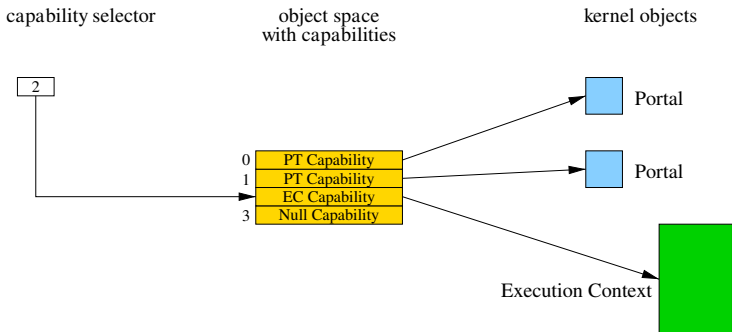 capability selector
object space
with capabilities
kernel objects
2
Portal
0 PT Capability
1 PT Capability
EC Capability
3 Null Capability
Portal
Execution Context